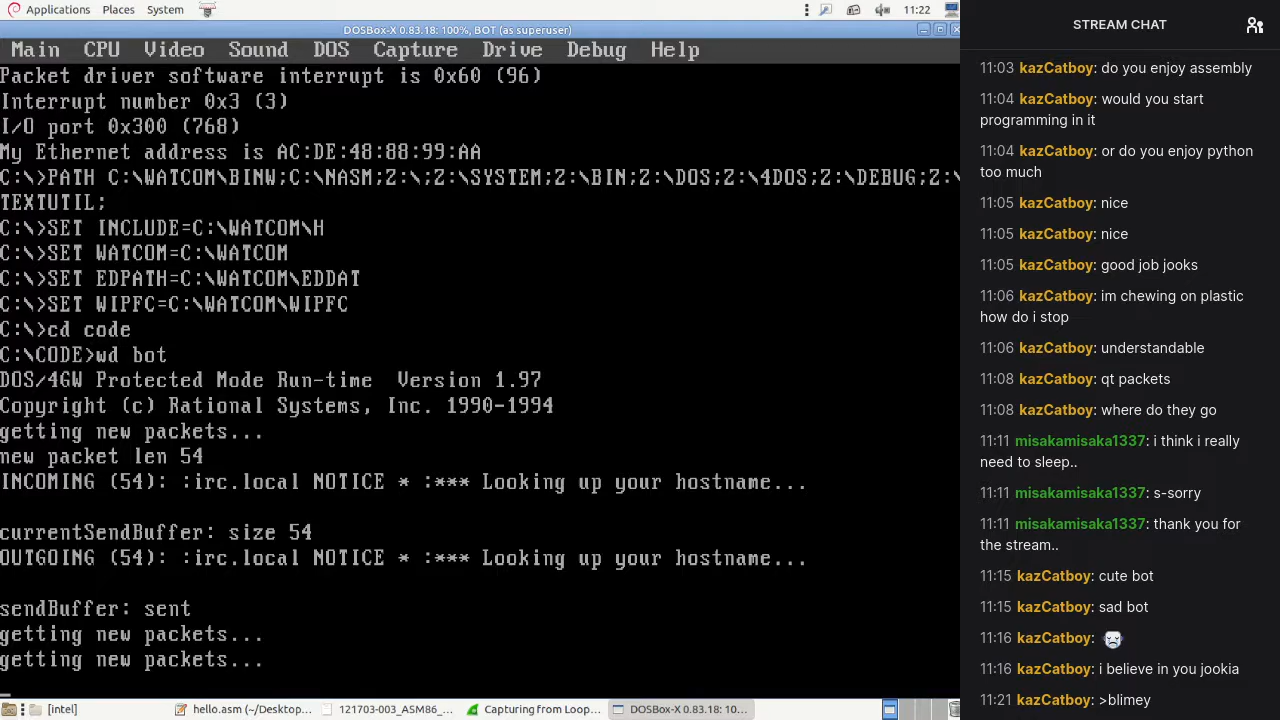 Applications Places System 11:22
DOSBox-X 0.83.18: 100%, BOT (as superuser)
Main CPU Video Sound DOS Capture Drive Debug Help
Packet driver software interrupt is 0x60 (96)
Interrupt number 0x3 (3)
I/O port 0x300 (768)
My Ethernet address is AC:DE:48:88:99:AA
C:\>PATH C:\WATCOM\BINW;C:\NASM;Z:\;Z:\SYSTEM;Z:\BIN;Z:\DOS;Z:\4DOS;Z:\DEBUG;Z:\
TEXTUTIL;
C:\>SET INCLUDE=C:\WATCOM\H
C:\>SET WATCOM=C:\WATCOM
C:\>SET EDPATH=C:\WATCOM\EDDAT
C:\>SET WIPFC=C:\WATCOM\WIPFC
C:\>cd code
C:\CODE>wd bot
DOS/4GW Protected Mode Run-time  Version 1.97
Copyright (c) Rational Systems, Inc. 1990-1994
getting new packets...
new packet len 54
INCOMING (54): :irc.local NOTICE * :*** Looking up your hostname...
currentSendBuffer: size 54
OUTGOING (54): :irc.local NOTICE * :*** Looking up your hostname...
sendBuffer: sent
getting new packets...
getting new packets...
[intel] hello.asm (~/Desktop... 121703-003_ASM86_... Capturing from Loop... DOSBox-X 0.83.18: 10...
STREAM CHAT
11:03 kazCatboy: do you enjoy assembly
11:04 kazCatboy: would you start
programming in it
11:04 kazCatboy: or do you enjoy python
too much
11:05 kazCatboy: nice
11:05 kazCatboy: nice
11:05 kazCatboy: good job jooks
11:06 kazCatboy: im chewing on plastic
how do i stop
11:06 kazCatboy: understandable
11:08 kazCatboy: qt packets
11:08 kazCatboy: where do they go
11:11 misakamisaka1337: i think i really
need to sleep..
11:11 misakamisaka1337: s-sorry
11:11 misakamisaka1337: thank you for
the stream..
11:15 kazCatboy: cute bot
11:15 kazCatboy: sad bot
11:16 kazCatboy:
11:16 kazCatboy: i believe in you jookia
11:21 kazCatboy: >blimey